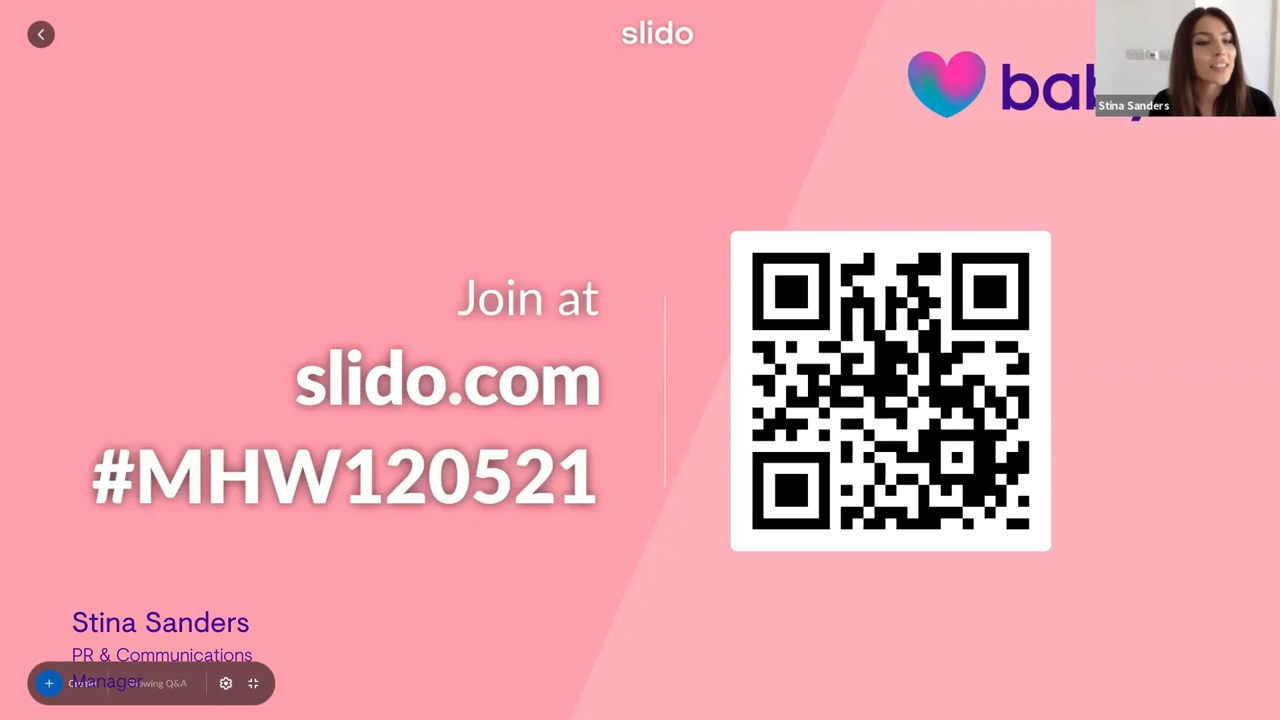 slido
Stina Sanders
Join at
slido.com
#MHW120521
Stina Sanders
PR & Communications
Manager
Q&A